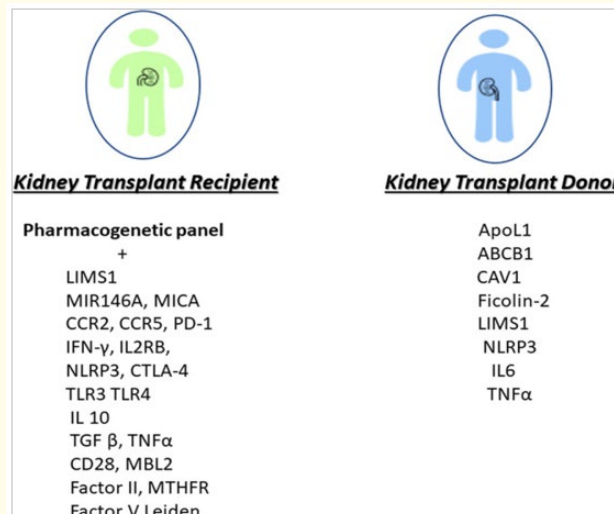 Kidney Transplant Recipient
Pharmacogenetic panel
+
LIMS1
MIR146A, MICA
CCR2, CCR5, PD-1
IFN-γ, IL2RB,
NLRP3, CTLA-4
TLR3 TLR4
IL 10
TGF β, TNFα
CD28, MBL2
Factor II, MTHFR
Factor V Leiden
Kidney Transplant Dono
ApoL1
ABCB1
CAV1
Ficolin-2
LIMS1
NLRP3
IL6
TNFα